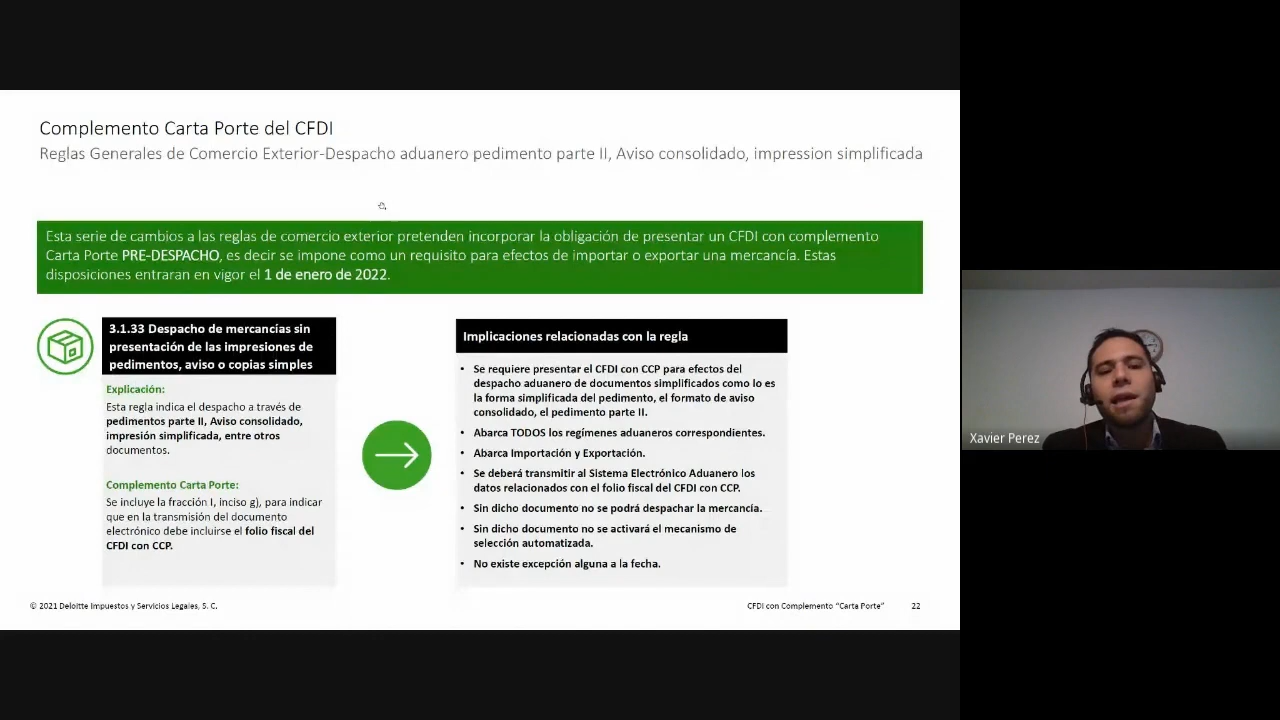 Complemento Carta Porte del CFDI
Reglas Generales de Comercio Exterior-Despacho aduanero pedimento parte II, Aviso consolidado, impression simplificada
Esta serie de cambios a las reglas de comercio exterior pretenden incorporar la obligación de presentar un CFDI con complemento
Carta Porte PRE-DESPACHO, es decir se impone como un requisito para efectos de importar o exportar una mercancía. Estas
disposiciones entraran en vigor el 1 de enero de 2022.
3.1.33 Despacho de mercancías sin
presentación de las impresiones de
pedimentos, aviso o copias simples
Explicación:
Esta regla indica el despacho a través de
pedimentos parte II, Aviso consolidado,
impresión simplificada, entre otros
documentos.
Complemento Carta Porte:
Se incluye la fracción I, inciso g), para indicar
que en la transmisión del documento
electrónico debe incluirse el folio fiscal del
CFDI con CCP.
Implicaciones relacionadas con la regla
• Se requiere presentar el CFDI con CCP para efectos del
despacho aduanero de documentos simplificados como lo es
la forma simplificada del pedimento, el formato de aviso
consolidado, el pedimento parte II.
• Abarca TODOS los regímenes aduaneros correspondientes.
• Abarca Importación y Exportación.
• Se deberá transmitir al Sistema Electrónico Aduanero los
datos relacionados con el folio fiscal del CFDI con CCP.
• Sin dicho documento no se podrá despachar la mercancía.
• Sin dicho documento no se activará el mecanismo de
selección automatizada.
• No existe excepción alguna a la fecha.
© 2021 Deloitte Impuestos y Servicios Legales, S. C.
CFDI con Complemento “Carta Porte” 22
Xavier Perez